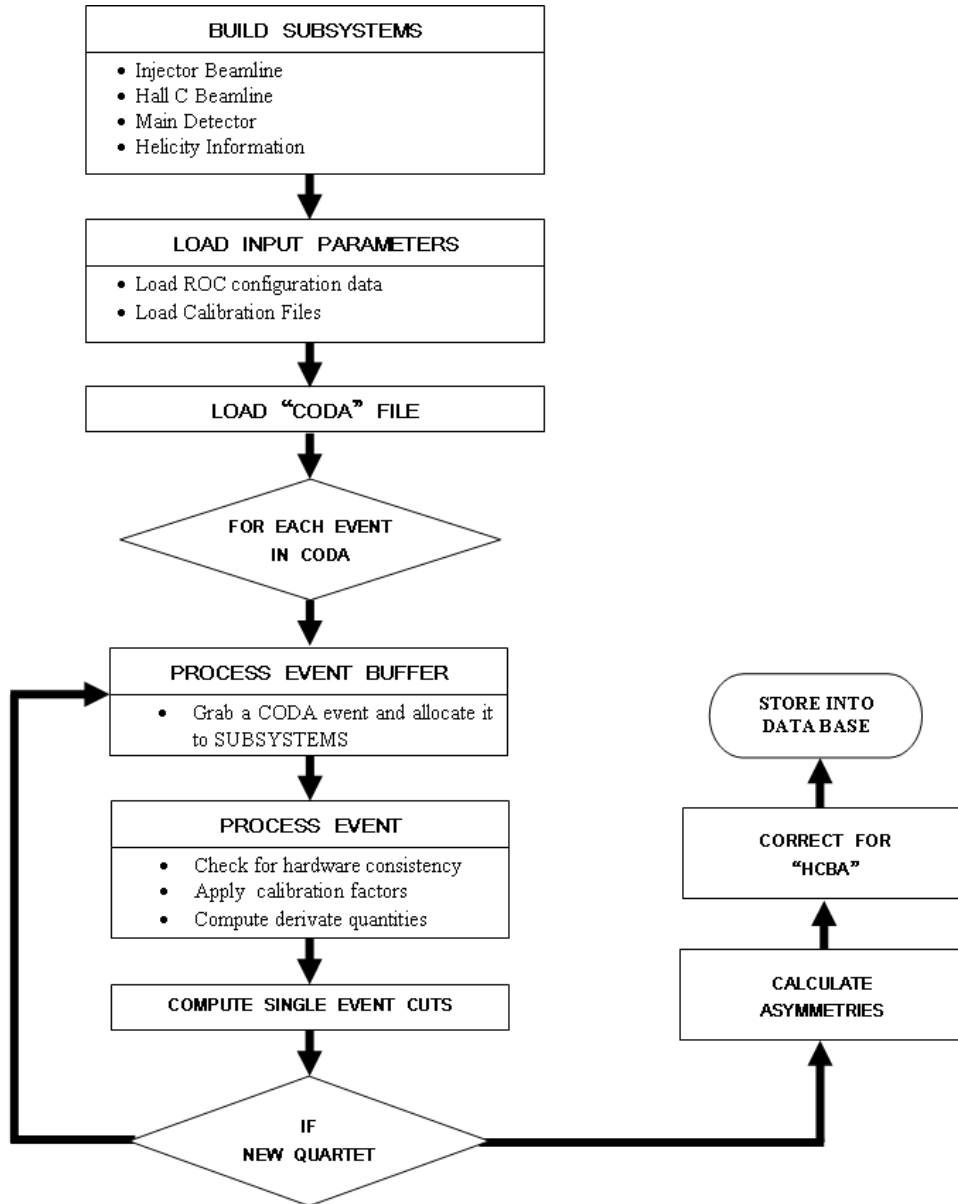 BUILD SUBSYSTEMS
• Injector Beamline
• Hall C Beamline
• Main Detector
• Helicity Information
LOAD INPUT PARAMETERS
• Load ROC configuration data
• Load Calibration Files
LOAD “CODA” FILE
FOR EACH EVENT
IN CODA
PROCESS EVENT BUFFER
• Grab a CODA event and allocate it
to SUBSYSTEMS
PROCESS EVENT
• Check for hardware consistency
• Apply calibration factors
• Compute derivate quantities
COMPUTE SINGLE EVENT CUTS
IF
NEW QUARTET
CALCULATE
ASYMMETRIES
CORRECT FOR
“HCBA”
STORE INTO
DATA BASE